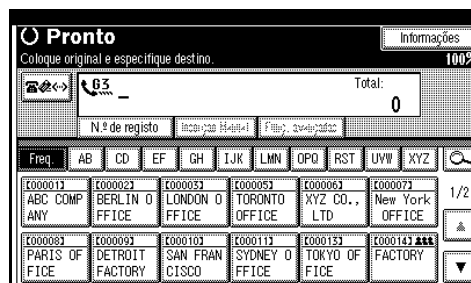 Pronto
Informações
Coloque original e especifique destino.
100%
G3 _
Total:
0
N.º de registo
Freq. AB CD EF GH IJK LMN OPQ RST UVW XYZ
[00001] [00002] [00003] [00005] [00006] [00007]
ABC COMP BERLIN O LONDON O TORONTO XYZ CO., New York
ANY FFICE FFICE OFFICE LTD OFFICE
1/2
[00008] [00009] [00010] [00011] [00013] [00014]
PARIS OF DETROIT SAN FRAN SYDNEY O TOKYO OF FACTORY
FICE FACTORY CISCO FFICE FICE